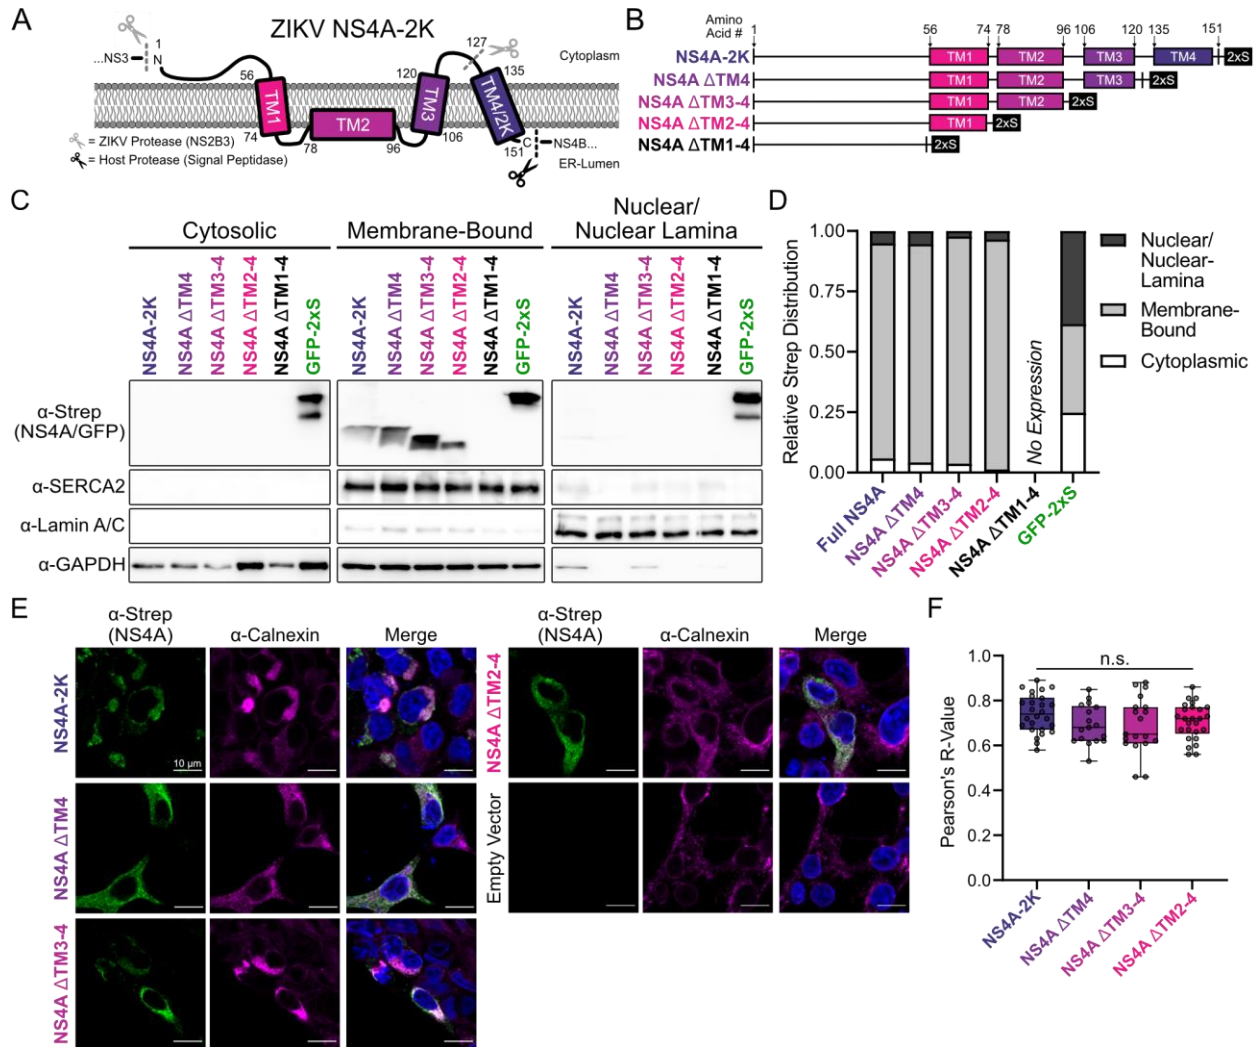 A
ZIKV NS4A-2K
...NS3
1
N
56
TM1
74
78
TM2
96
120
TM3
106
127
135
TM4/2K
151
C
NS4B...
Cytoplasm
ER-Lumen
= ZIKV Protease (NS2B3)
= Host Protease (Signal Peptidase)
B
Amino
Acid #
1 56 74 78 96 106 120 135 151
NS4A-2K TM1 TM2 TM3 TM4 2xS
NS4A ΔTM4 TM1 TM2 TM3 2xS
NS4A ΔTM3-4 TM1 TM2 2xS
NS4A ΔTM2-4 TM1 2xS
NS4A ΔTM1-4 2xS
C
Cytosolic
Membrane-Bound
Nuclear/
Nuclear Lamina
NS4A-2K
NS4A ΔTM4
NS4A ΔTM3-4
NS4A ΔTM2-4
NS4A ΔTM1-4
GFP-2xS
NS4A-2K
NS4A ΔTM4
NS4A ΔTM3-4
NS4A ΔTM2-4
NS4A ΔTM1-4
GFP-2xS
NS4A-2K
NS4A ΔTM4
NS4A ΔTM3-4
NS4A ΔTM2-4
NS4A ΔTM1-4
GFP-2xS
α-Strep
(NS4A/GFP)
α-SERCA2
α-Lamin A/C
α-GAPDH
D
Relative Strep Distribution
1.00
0.75
0.50
0.25
0.00
No Expression
Full NS4A
NS4A ΔTM4
NS4A ΔTM3-4
NS4A ΔTM2-4
NS4A ΔTM1-4
GFP-2xS
Nuclear/
Nuclear-
Lamina
Membrane-
Bound
Cytoplasmic
E
α-Strep
(NS4A)
α-Calnexin
Merge
NS4A-2K
10 µm
NS4A ΔTM4
NS4A ΔTM3-4
α-Strep
(NS4A)
α-Calnexin
Merge
NS4A ΔTM2-4
Empty Vector
F
Pearson's R-Value
1.0
0.8
0.6
0.4
0.2
0.0
n.s.
NS4A-2K
NS4A ΔTM4
NS4A ΔTM3-4
NS4A ΔTM2-4